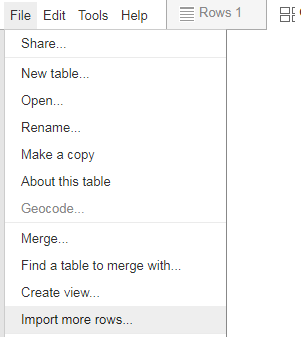 File Edit Tools Help Rows 1
Share...
New table...
Open...
Rename...
Make a copy
About this table
Geocode...
Merge...
Find a table to merge with...
Create view...
Import more rows...